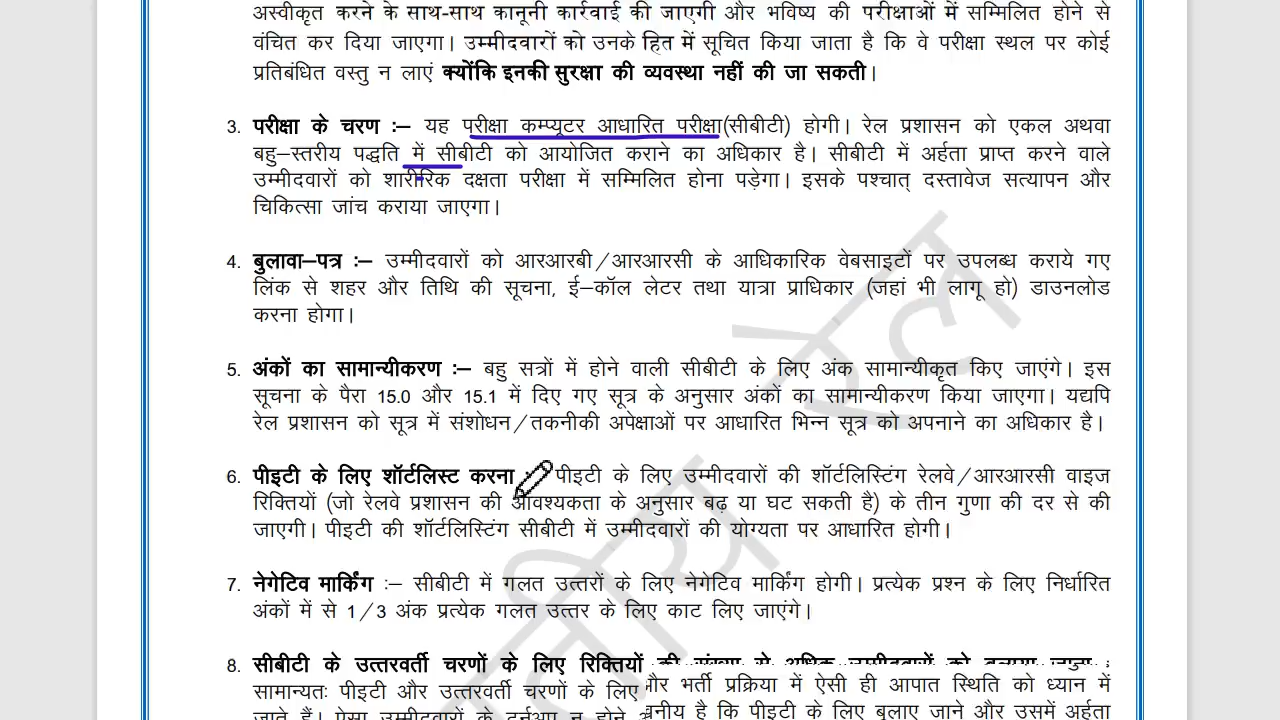 अस्वीकृत करने के साथ-साथ कानूनी कार्रवाई की जाएगी और भविष्य की परीक्षाओं में सम्मिलित होने से
वंचित कर दिया जाएगा। उम्मीदवारों को उनके हित में सूचित किया जाता है कि वे परीक्षा स्थल पर कोई
प्रतिबंधित वस्तु न लाएं क्योंकि इनकी सुरक्षा की व्यवस्था नहीं की जा सकती।
3. परीक्षा के चरण :– यह परीक्षा कम्प्यूटर आधारित परीक्षा(सीबीटी) होगी। रेल प्रशासन को एकल अथवा
बहु–स्तरीय पद्धति में सीबीटी को आयोजित कराने का अधिकार है। सीबीटी में अर्हता प्राप्त करने वाले
उम्मीदवारों को शारीरिक दक्षता परीक्षा में सम्मिलित होना पड़ेगा। इसके पश्चात् दस्तावेज सत्यापन और
चिकित्सा जांच कराया जाएगा।
4. बुलावा–पत्र :– उम्मीदवारों को आरआरबी/आरआरसी के आधिकारिक वेबसाइटों पर उपलब्ध कराये गए
लिंक से शहर और तिथि की सूचना, ई–कॉल लेटर तथा यात्रा प्राधिकार (जहां भी लागू हो) डाउनलोड
करना होगा।
5. अंकों का सामान्यीकरण :– बहु सत्रों में होने वाली सीबीटी के लिए अंक सामान्यीकृत किए जाएंगे। इस
सूचना के पैरा 15.0 और 15.1 में दिए गए सूत्र के अनुसार अंकों का सामान्यीकरण किया जाएगा। यद्यपि
रेल प्रशासन को सूत्र में संशोधन/तकनीकी अपेक्षाओं पर आधारित भिन्न सूत्र को अपनाने का अधिकार है।
6. पीइटी के लिए शॉर्टलिस्ट करना : पीइटी के लिए उम्मीदवारों की शॉर्टलिस्टिंग रेलवे/आरआरसी वाइज
रिक्तियों (जो रेलवे प्रशासन की आवश्यकता के अनुसार बढ़ या घट सकती है) के तीन गुणा की दर से की
जाएगी। पीइटी की शॉर्टलिस्टिंग सीबीटी में उम्मीदवारों की योग्यता पर आधारित होगी।
7. नेगेटिव मार्किंग :– सीबीटी में गलत उत्तरों के लिए नेगेटिव मार्किंग होगी। प्रत्येक प्रश्न के लिए निर्धारित
अंकों में से 1/3 अंक प्रत्येक गलत उत्तर के लिए काट लिए जाएंगे।
8. सीबीटी के उत्तरवर्ती चरणों के लिए रिक्तियों
सामान्यतः पीइटी और उत्तरवर्ती चरणों के लिए और भर्ती प्रक्रिया में ऐसी ही आपात स्थिति को ध्यान में
है कि पीइटी के लिए बुलाए जाने और उसमें अर्हता